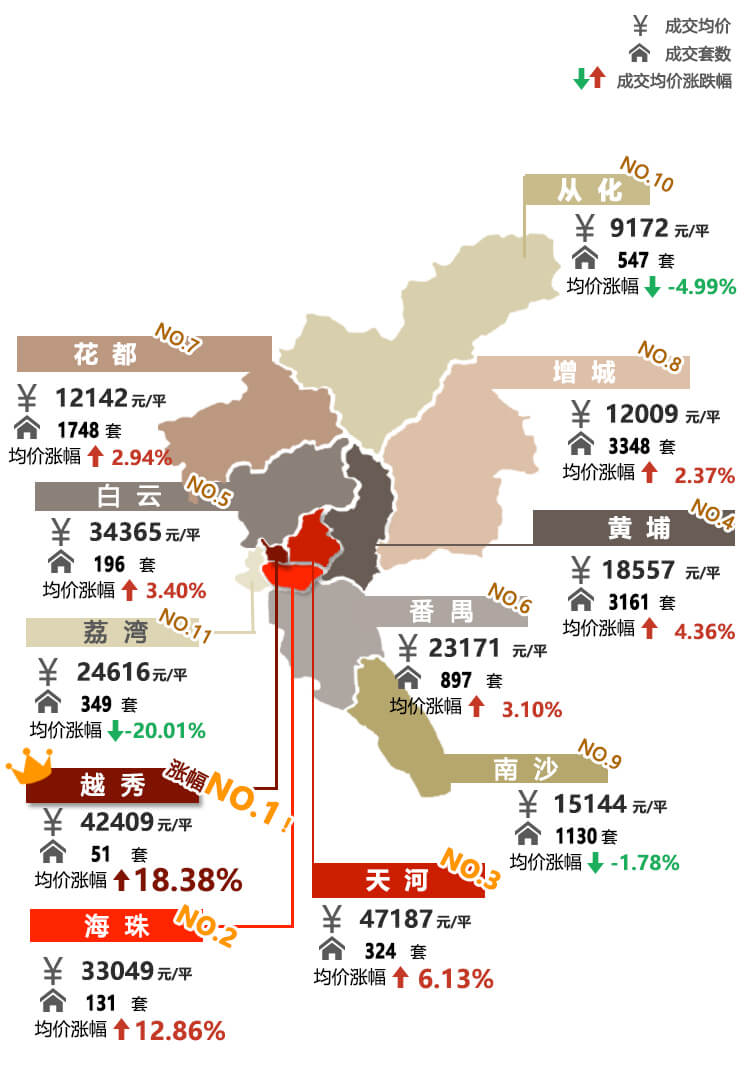 ¥ 成交均价
成交套数
成交均价涨跌幅
NO.10
从化
¥ 9172 元/平
547 套
均价涨幅 -4.99%
NO.7
花都
¥ 12142 元/平
1748 套
均价涨幅 2.94%
NO.8
增城
¥ 12009 元/平
3348 套
均价涨幅 2.37%
NO.5
白云
¥ 34365 元/平
196 套
均价涨幅 3.40%
NO.4
黄埔
¥ 18557 元/平
3161 套
均价涨幅 4.36%
NO.11
荔湾
¥ 24616 元/平
349 套
均价涨幅 -20.01%
NO.6
番禺
¥ 23171 元/平
897 套
均价涨幅 3.10%
涨幅NO.1!
越秀
¥ 42409 元/平
51 套
均价涨幅 18.38%
NO.9
南沙
¥ 15144 元/平
1130 套
均价涨幅 -1.78%
NO.2
海珠
¥ 33049 元/平
131 套
均价涨幅 12.86%
NO.3
天河
¥ 47187 元/平
324 套
均价涨幅 6.13%